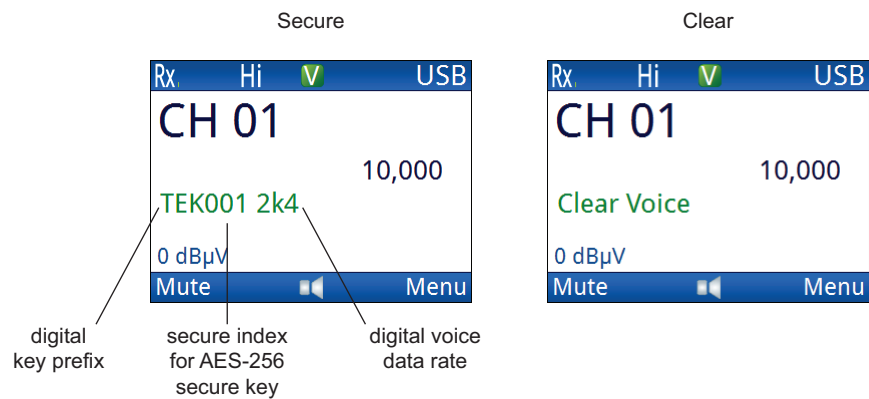 Secure
Clear
Rx Hi V USB
CH 01
10,000
TEK001 2k4
0 dBµV
Mute Menu
Rx Hi V USB
CH 01
10,000
Clear Voice
0 dBµV
Mute Menu
digital
key prefix
secure index
for AES-256
secure key
digital voice
data rate